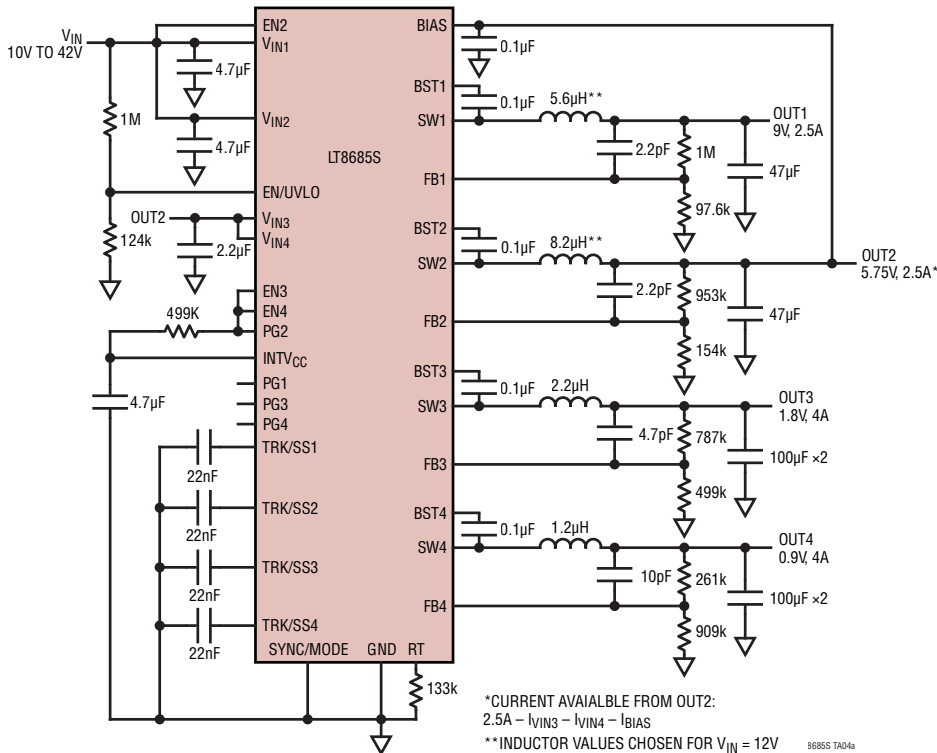 V_IN
10V TO 42V
EN2
V_IN1
4.7µF
1M
V_IN2
4.7µF
EN/UVLO
OUT2
V_IN3
V_IN4
124k
2.2µF
EN3
EN4
PG2
499K
INTV_CC
PG1
4.7µF
PG3
PG4
TRK/SS1
22nF
TRK/SS2
22nF
TRK/SS3
22nF
TRK/SS4
22nF
LT8685S
SYNC/MODE
GND
RT
133k
BIAS
0.1µF
BST1
0.1µF
SW1
5.6µH**
OUT1
9V, 2.5A
2.2pF
1M
47µF
FB1
97.6k
BST2
0.1µF
SW2
8.2µH**
OUT2
5.75V, 2.5A*
2.2pF
953k
47µF
FB2
154k
BST3
0.1µF
SW3
2.2µH
OUT3
1.8V, 4A
4.7pF
787k
100µF ×2
FB3
499k
BST4
0.1µF
SW4
1.2µH
OUT4
0.9V, 4A
10pF
261k
100µF ×2
FB4
909k
*CURRENT AVAIALBLE FROM OUT2:
2.5A – I_VIN3 – I_VIN4 – I_BIAS
**INDUCTOR VALUES CHOSEN FOR V_IN = 12V
8685S TA04a